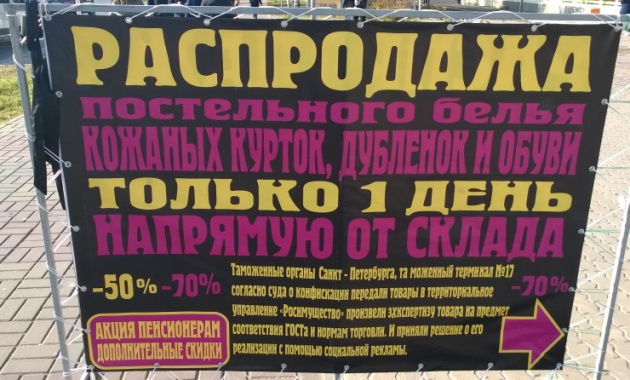 РАСПРОДАЖА
постельного белья
КОЖАНЫХ КУРТОК, ДУБЛЕНОК И ОБУВИ
ТОЛЬКО 1 ДЕНЬ
НАПРЯМУЮ ОТ СКЛАДА
-50% -70%
Таможенные органы Санкт - Петербурга, та моженный терминал №17
согласно суда о конфискации передали товары в территориальное
управление «Росимущество» произвели эхкспертизу товара на предмет
соответствия ГОСТа и нормам торговли. И приняли решение о его
реализации с помощью социальной рекламы.
-70%
АКЦИЯ ПЕНСИОНЕРАМ
ДОПОЛНИТЕЛЬНЫЕ СКИДКИ